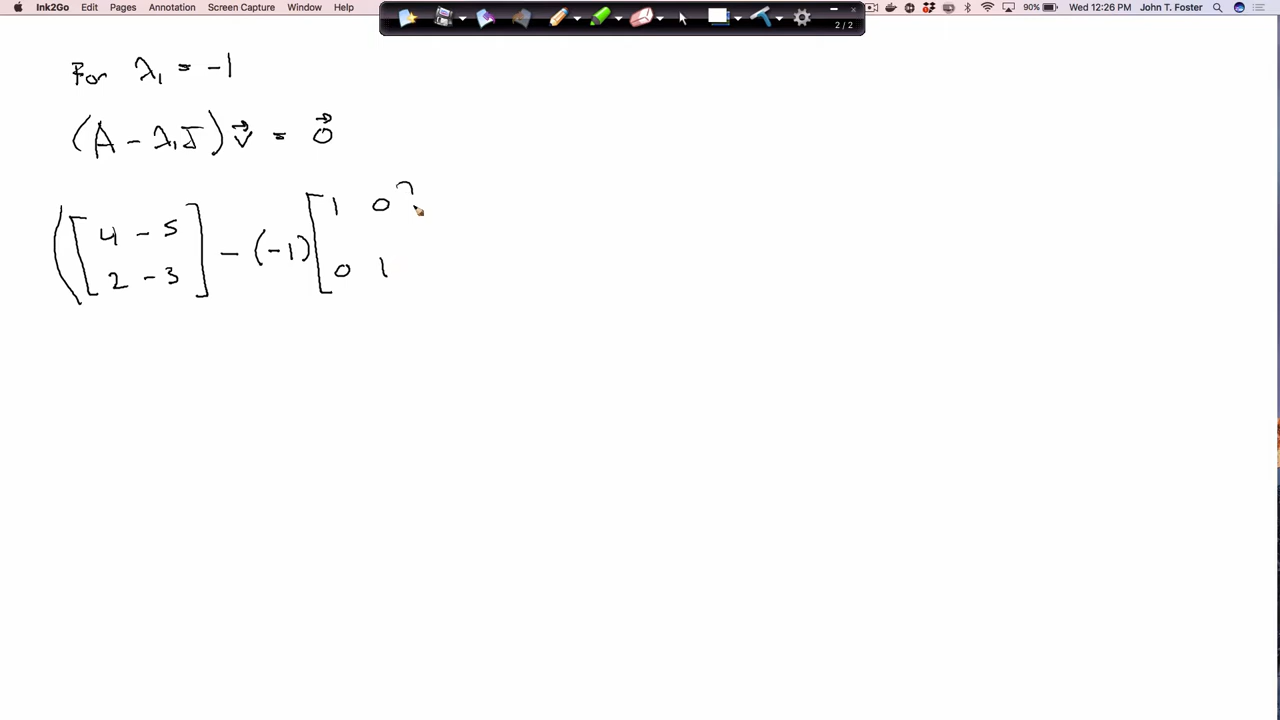 Ink2Go Edit Pages Annotation Screen Capture Window Help 90% Wed 12:26 PM John T. Foster
2/2
For λ₁ = -1
(A - λ₁I)v⃗ = 0⃗
([4 -5
2 -3] - (-1)[1 0
0 1